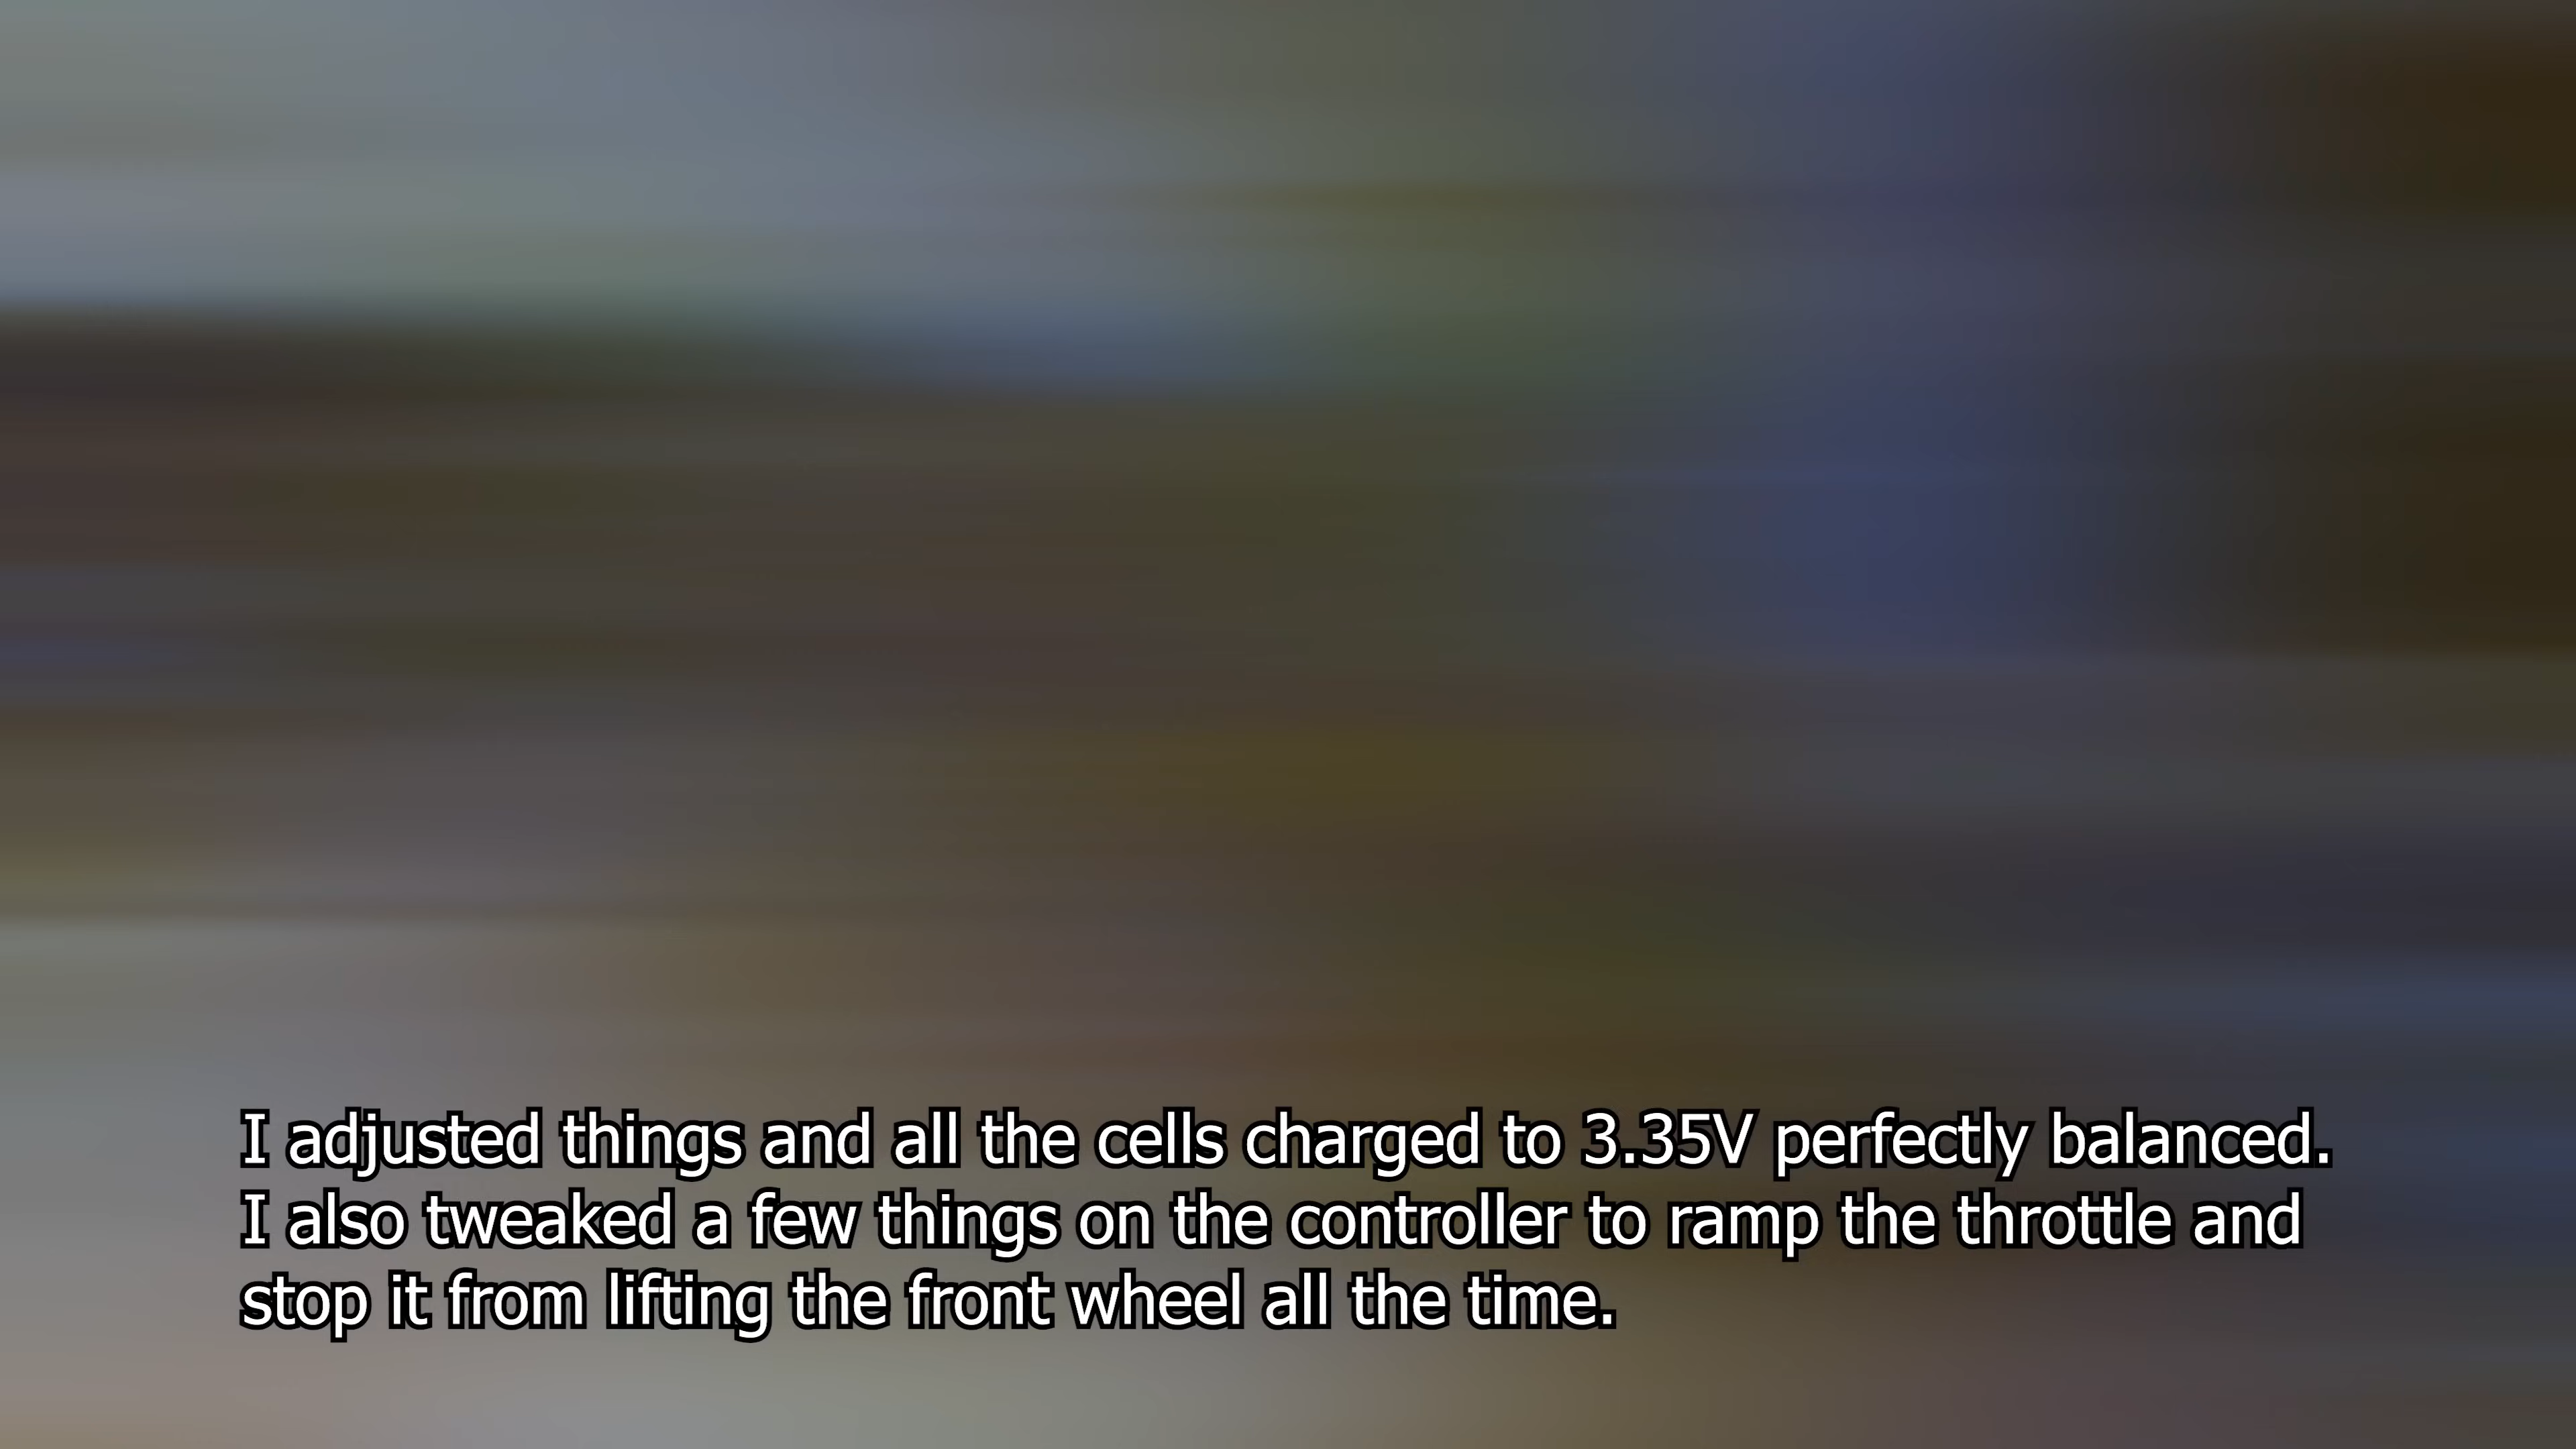 I adjusted things and all the cells charged to 3.35V perfectly balanced.
I also tweaked a few things on the controller to ramp the throttle and
stop it from lifting the front wheel all the time.